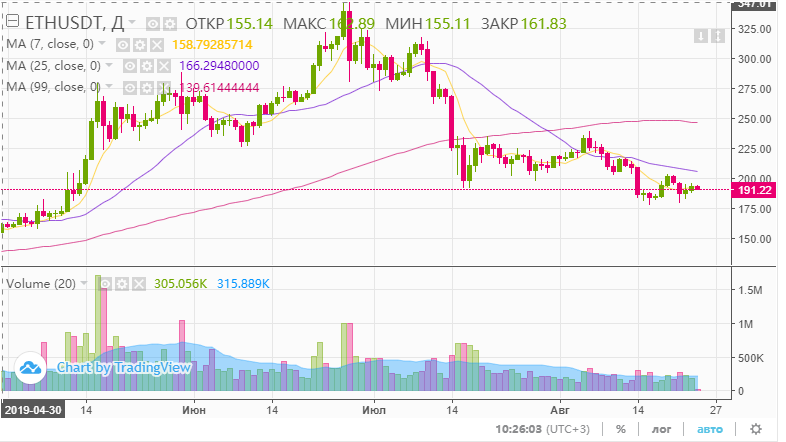 ETHUSDT, Д ОТКР 155.14 МАКС 162.89 МИН 155.11 ЗАКР 161.83
MA (7, close, 0) 158.79285714
MA (25, close, 0) 166.29480000
MA (99, close, 0) 139.61444444
347.01
325.00
300.00
275.00
250.00
225.00
200.00
191.22
175.00
150.00
Volume (20) 305.056K 315.889K
1.5M
1M
500K
0
Chart by TradingView
2019-04-30 14 Июн 14 Июл 14 Авг 14 27
10:26:03 (UTC+3) % лог авто